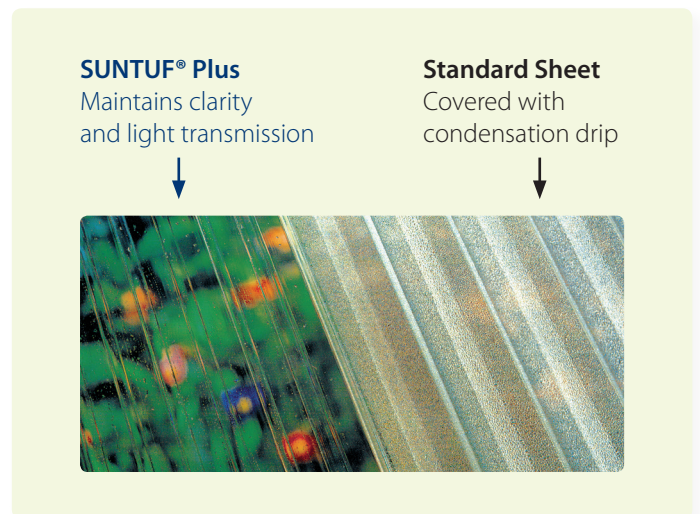 SUNTUF® Plus
Maintains clarity
and light transmission
Standard Sheet
Covered with
condensation drip